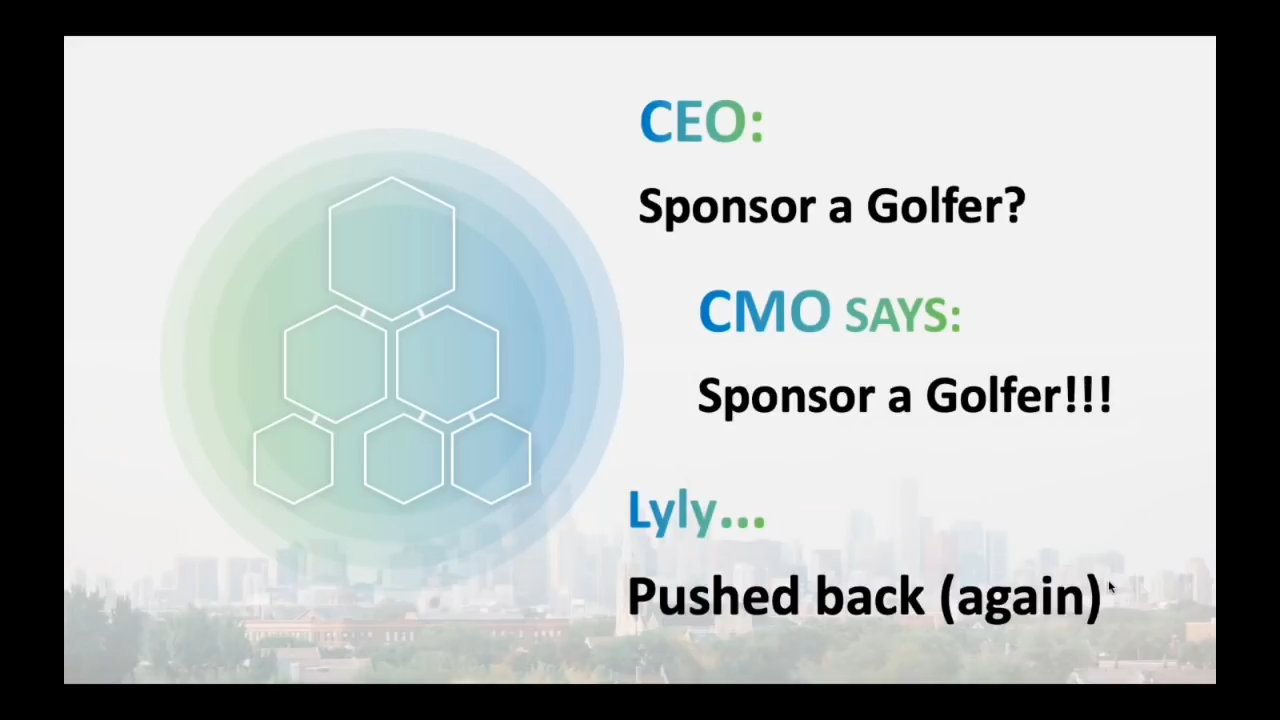 CEO:
Sponsor a Golfer?
CMO SAYS:
Sponsor a Golfer!!!
Lyly...
Pushed back (again)